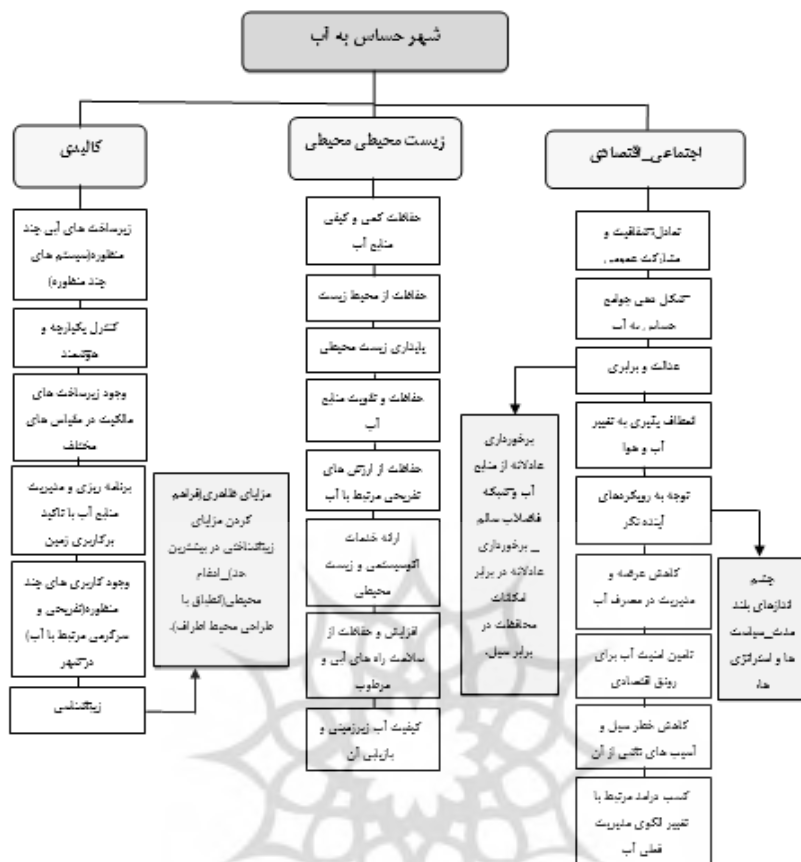 شهر حساس به آب
اجتماعی_اقتصادی
تعادل، شفافیت و
مشارکت عمومی
شکل دهی جوامع
حساس به آب
عدالت و برابری
انعطاف پذیری به تغییر
آب و هوا
توجه به رویکردهای
آینده نگر
کاهش عرضه و
مدیریت در مصرف آب
تامین امنیت آب برای
رونق اقتصادی
کاهش خطر سیل و
آسیب های ناشی از آن
کسب درامد مرتبط با
تغییر الگوی مدیریت
فعلی آب
چشم
اندازهای بلند
مدت_سیاست
ها و استراتژی
ها.
برخورداری
عادلانه از منابع
آب وشبکه
فاضلاب سالم
_ برخورداری
عادلانه در برابر
امکانات
محافظت در
برابر سیل.
زیست محیطی محیطی
حفاظت کمی و کیفی
منابع آب
حفاظت از محیط زیست
پایداری زیست محیطی
حفاظت و تقویت منابع
آب
حفاظت از ارزش های
تفریحی مرتبط با آب
ارائه خدمات
اکوسیستمی و زیست
محیطی
افزایش و حفاظت از
سلامت راه های آبی و
مرطوب
کیفیت آب زیرزمینی و
بازیابی آن
کالبدی
زیرساخت های آبی چند
منظوره(سیستم های
چند منظوره)
کنترل یکپارچه و
هوشمند
وجود زیرساخت های
مالکیت در مقیاس های
مختلف
برنامه ریزی و مدیریت
منابع آب با تاکید
برکاربری زمین
وجود کاربری های چند
منظوره(تفریحی و
سرگرمی مرتبط با آب)
درشهر
زیباشناسی
مزایای ظاهری(فراهم
کردن مزایای
زیباشناختی در بیشترین
حد)_ادغام
محیطی(انطباق با
طراحی محیط اطراف).